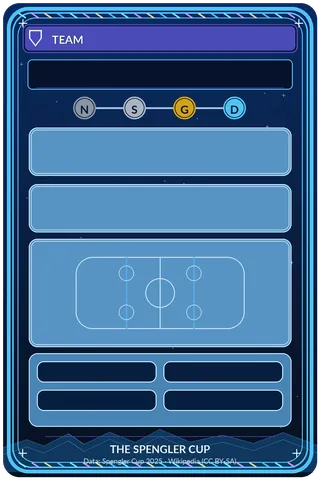 TEAM
N S G D
THE SPENGLER CUP
Data: Spengler Cup 2025 - Wikipedia (CC BY-SA)